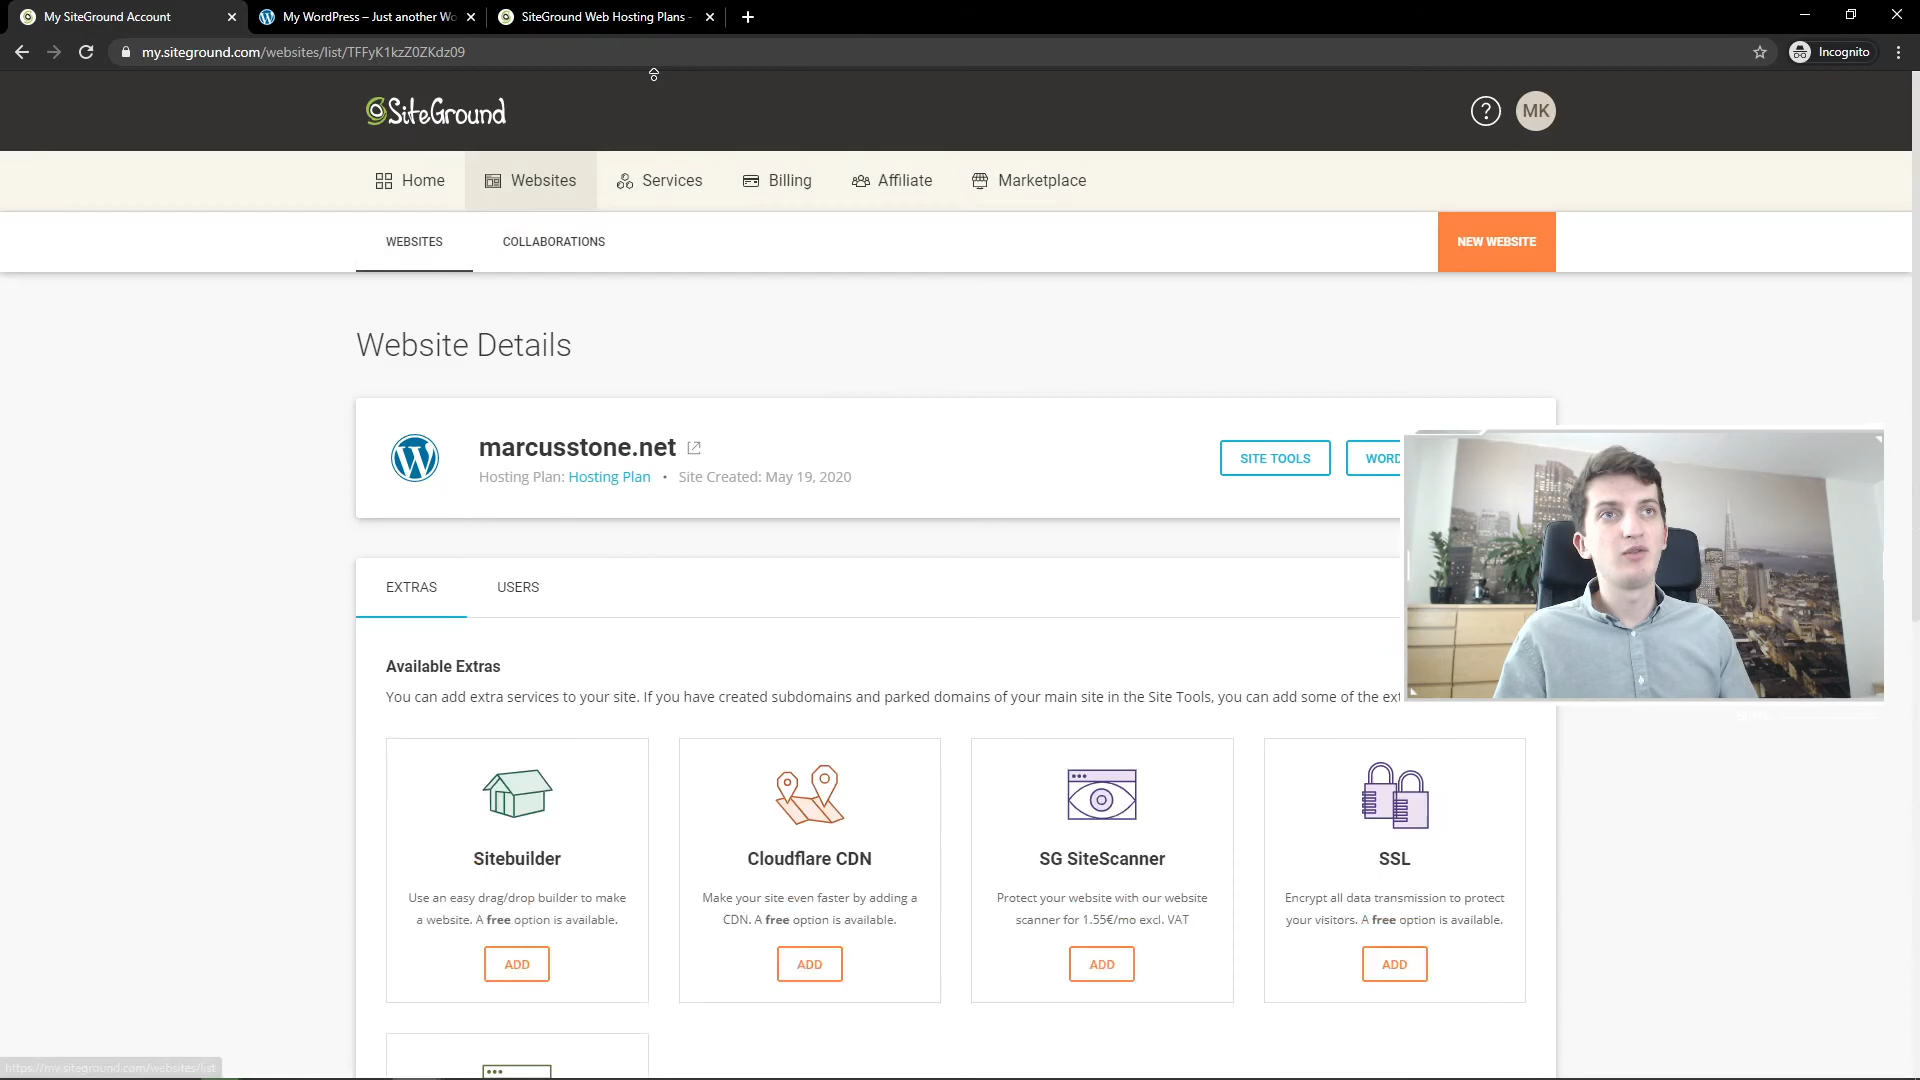 My SiteGround Account
My WordPress – Just another Wo
SiteGround Web Hosting Plans -
my.siteground.com/websites/list/TFFyK1kzZ0ZKdz09
Incognito
SiteGround
?
MK
Home
Websites
Services
Billing
Affiliate
Marketplace
WEBSITES
COLLABORATIONS
NEW WEBSITE
Website Details
marcusstone.net
SITE TOOLS
WORD
Hosting Plan: Hosting Plan • Site Created: May 19, 2020
EXTRAS
USERS
Available Extras
You can add extra services to your site. If you have created subdomains and parked domains of your main site in the Site Tools, you can add some of the ext
Sitebuilder
Use an easy drag/drop builder to make
a website. A free option is available.
ADD
Cloudflare CDN
Make your site even faster by adding a
CDN. A free option is available.
ADD
SG SiteScanner
Protect your website with our website
scanner for 1.55€/mo excl. VAT
ADD
SSL
Encrypt all data transmission to protect
your visitors. A free option is available.
ADD
https://my.siteground.com/websites/list